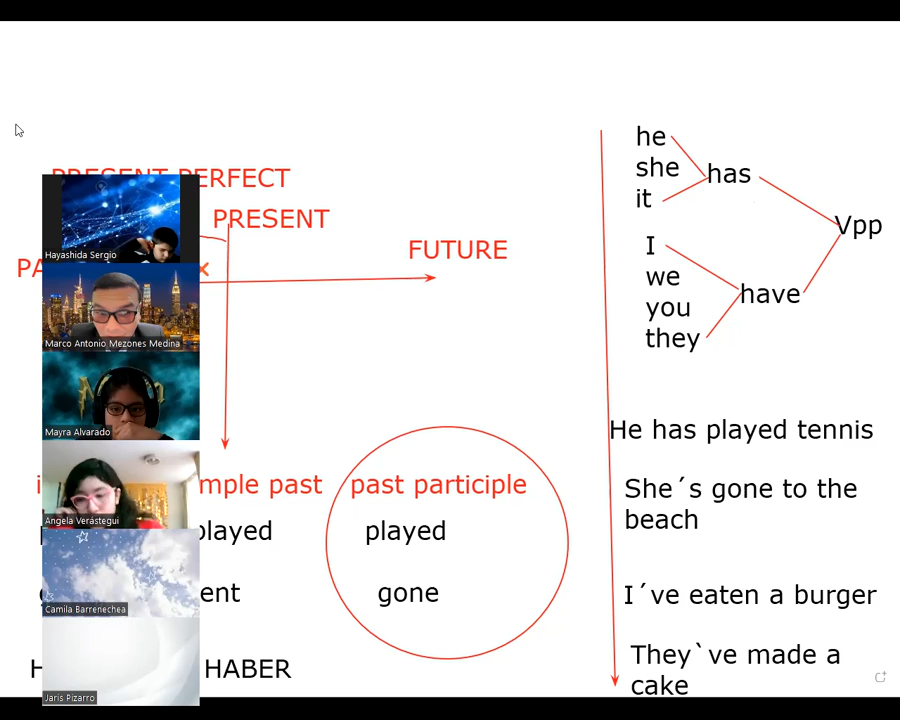 PRESENT PERFECT
PRESENT
FUTURE
Hayashida Sergio
Marco Antonio Mezones Medina
Mayra Alvarado
Angela Verástegui
Camila Barrenechea
Jaris Pizarro
past past participle
played played
gone
HABER
he
she has
it
Vpp
I
we
you have
they
He has played tennis
She´s gone to the
beach
I´ve eaten a burger
They`ve made a
cake